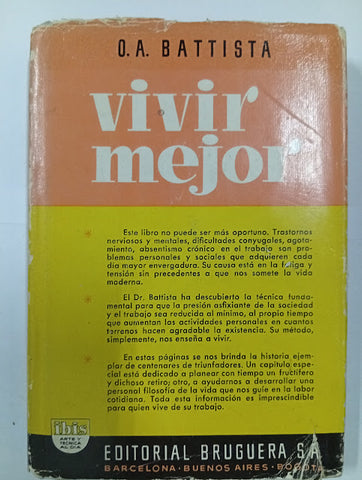 O. A. BATTISTA
vivir
mejor
* Este libro no puede ser más oportuno. Trastornos
nerviosos y mentales, dificultades conyugales, agota-
miento, absentismo crónico en el trabajo son pro-
blemas personales y sociales que adquieren cada
día mayor envergadura. Su causa está en la fatiga y
tensión sin precedentes a que nos somete la vida
moderna.
* El Dr. Battista ha descubierto la técnica funda-
mental para que la presión asfixiante de la sociedad
y el trabajo sea reducida al mínimo, al propio tiempo
que aumentan las actividades personales en cuantos
terrenos hacen agradable la existencia. Su método,
simplemente, nos enseña a vivir.
* En estas páginas se nos brinda la historia ejem-
plar de centenares de triunfadores. Un capítulo espe-
cial está dedicado a planear con tiempo un fructífero
y dichoso retiro; otro, a ayudarnos a desarrollar una
personal filosofía de la vida que nos guíe en la labor
cotidiana. Toda esta información es imprescindible
para quien vive de su trabajo.
ibis
ARTE Y
TECNICA
AL DIA
EDITORIAL BRUGUERA, S.A.
BARCELONA · BUENOS AIRES · BOGOTA